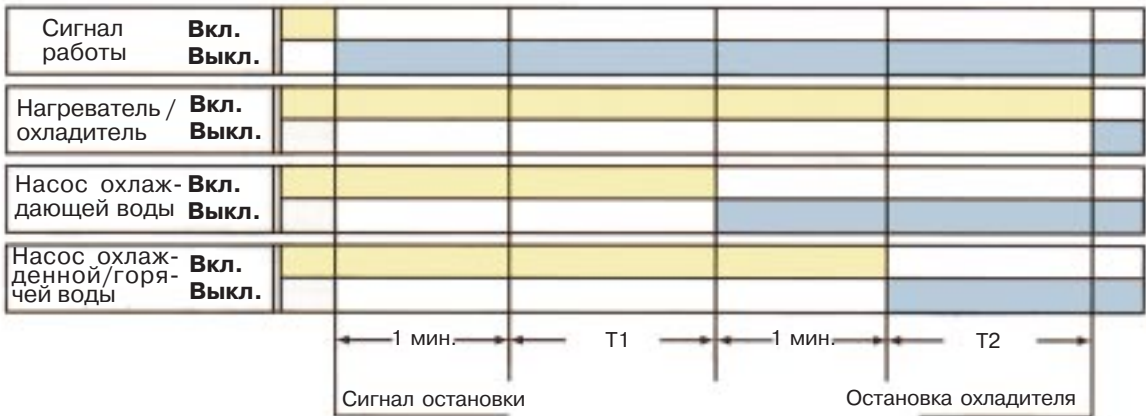 Сигнал Вкл.
работы Выкл.
Нагреватель / Вкл.
охладитель Выкл.
Насос охлаж- Вкл.
дающей воды Выкл.
Насос охлаж-
денной/горя- Вкл.
чей воды Выкл.
1 мин. T1 1 мин. T2
Сигнал остановки Остановка охладителя